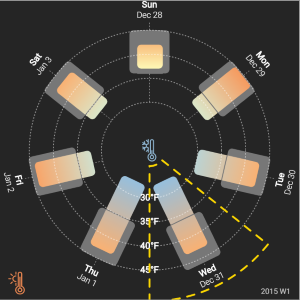 Sun
Dec 28
Mon
Dec 29
Sat
Jan 3
Tue
Dec 30
Fri
Jan 2
30°F
35°F
40°F
45°F
Thu
Jan 1
Wed
Dec 31
2015 W1